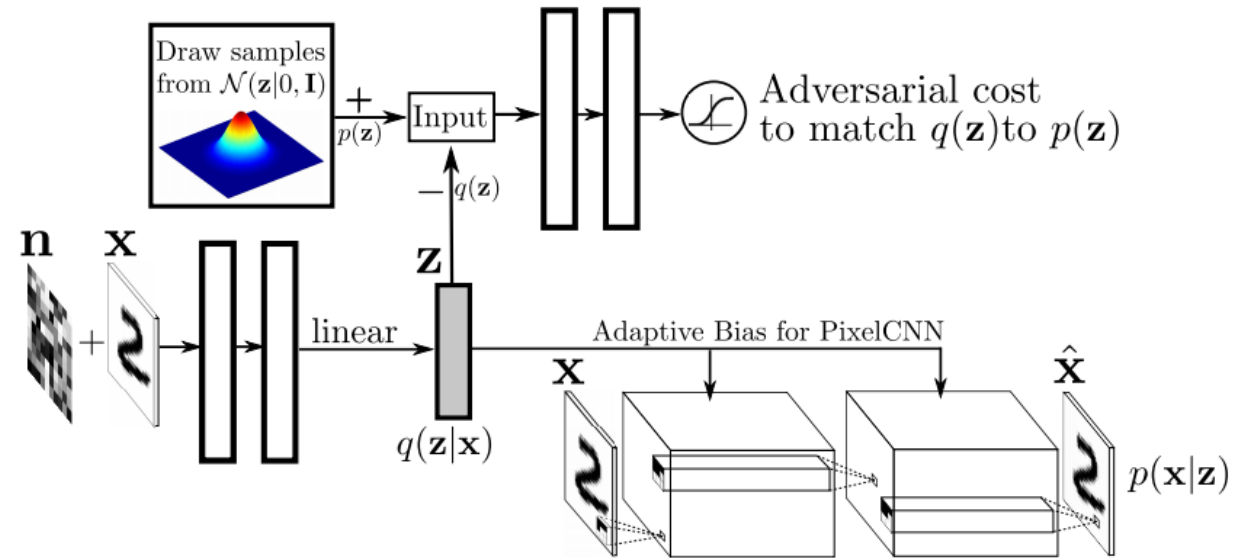 Draw samples
from 𝒩(z|0, I)
+
p(z)
Input
Adversarial cost
to match q(z)to p(z)
− q(z)
n
x
+
linear
z
q(z|x)
Adaptive Bias for PixelCNN
x
x̂
p(x|z)